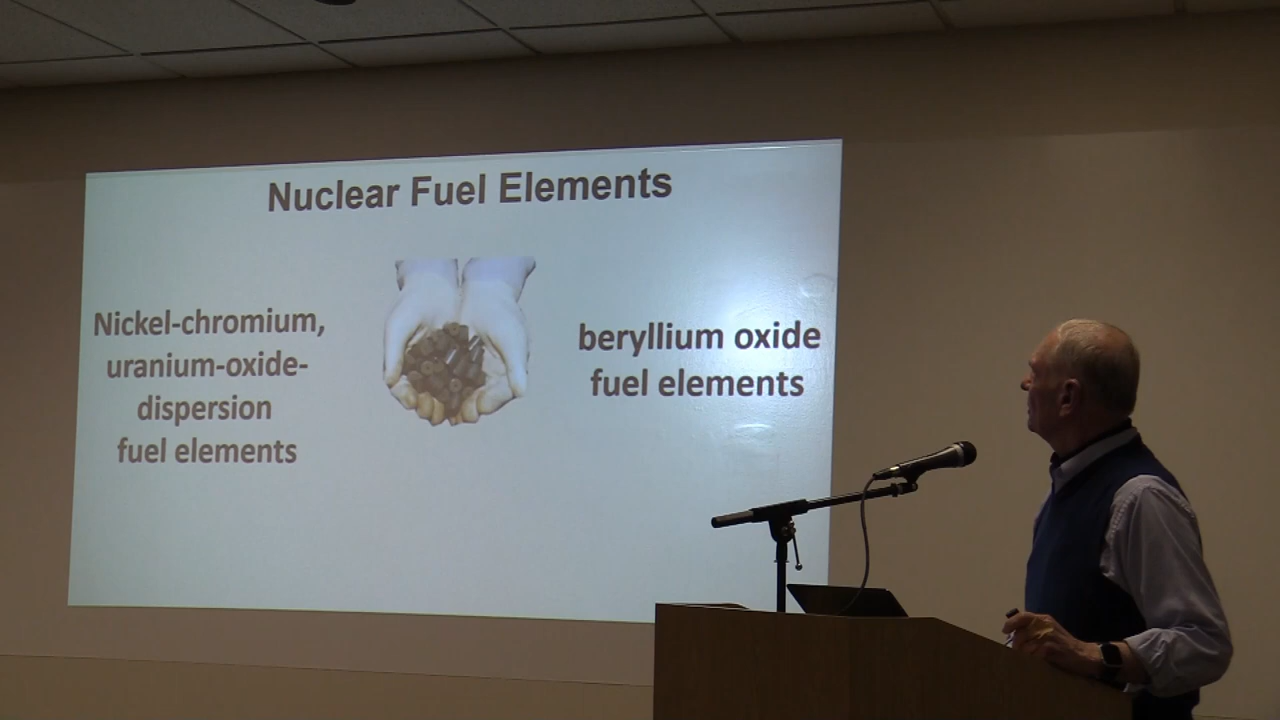 Nuclear Fuel Elements
Nickel-chromium,
uranium-oxide-
dispersion
fuel elements
beryllium oxide
fuel elements